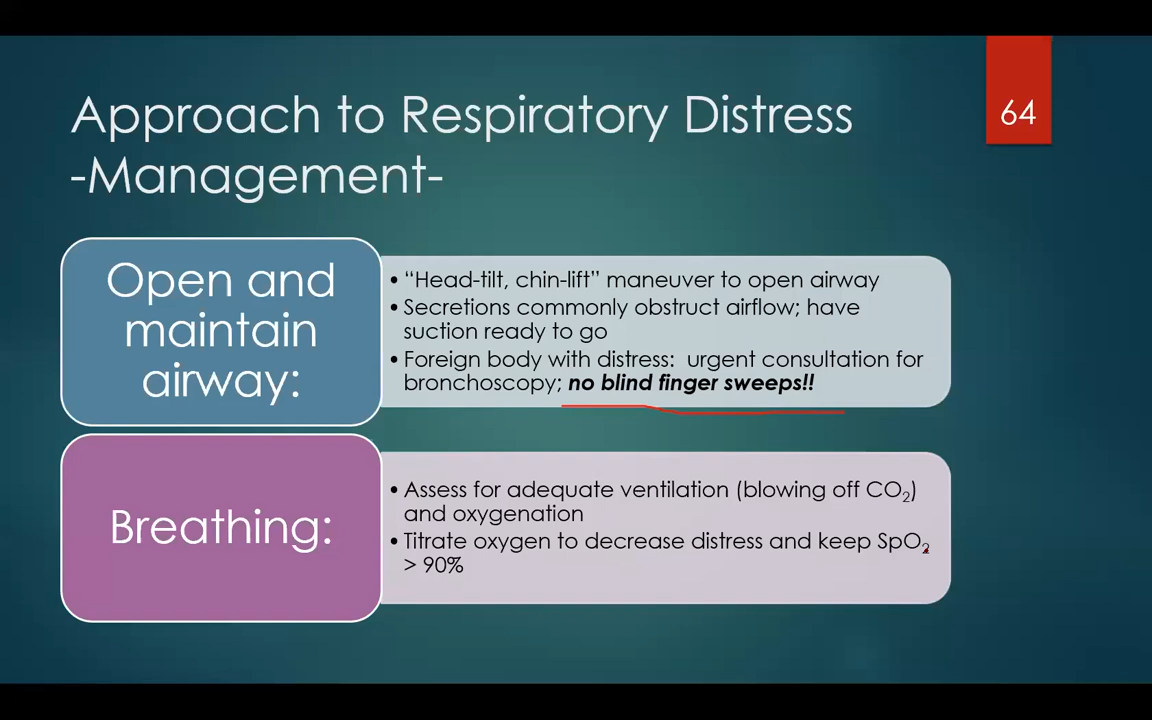 Approach to Respiratory Distress
-Management-
64
Open and
maintain
airway:
• “Head-tilt, chin-lift” maneuver to open airway
• Secretions commonly obstruct airflow; have
suction ready to go
• Foreign body with distress: urgent consultation for
bronchoscopy; no blind finger sweeps!!
Breathing:
• Assess for adequate ventilation (blowing off CO₂)
and oxygenation
• Titrate oxygen to decrease distress and keep SpO₂
> 90%